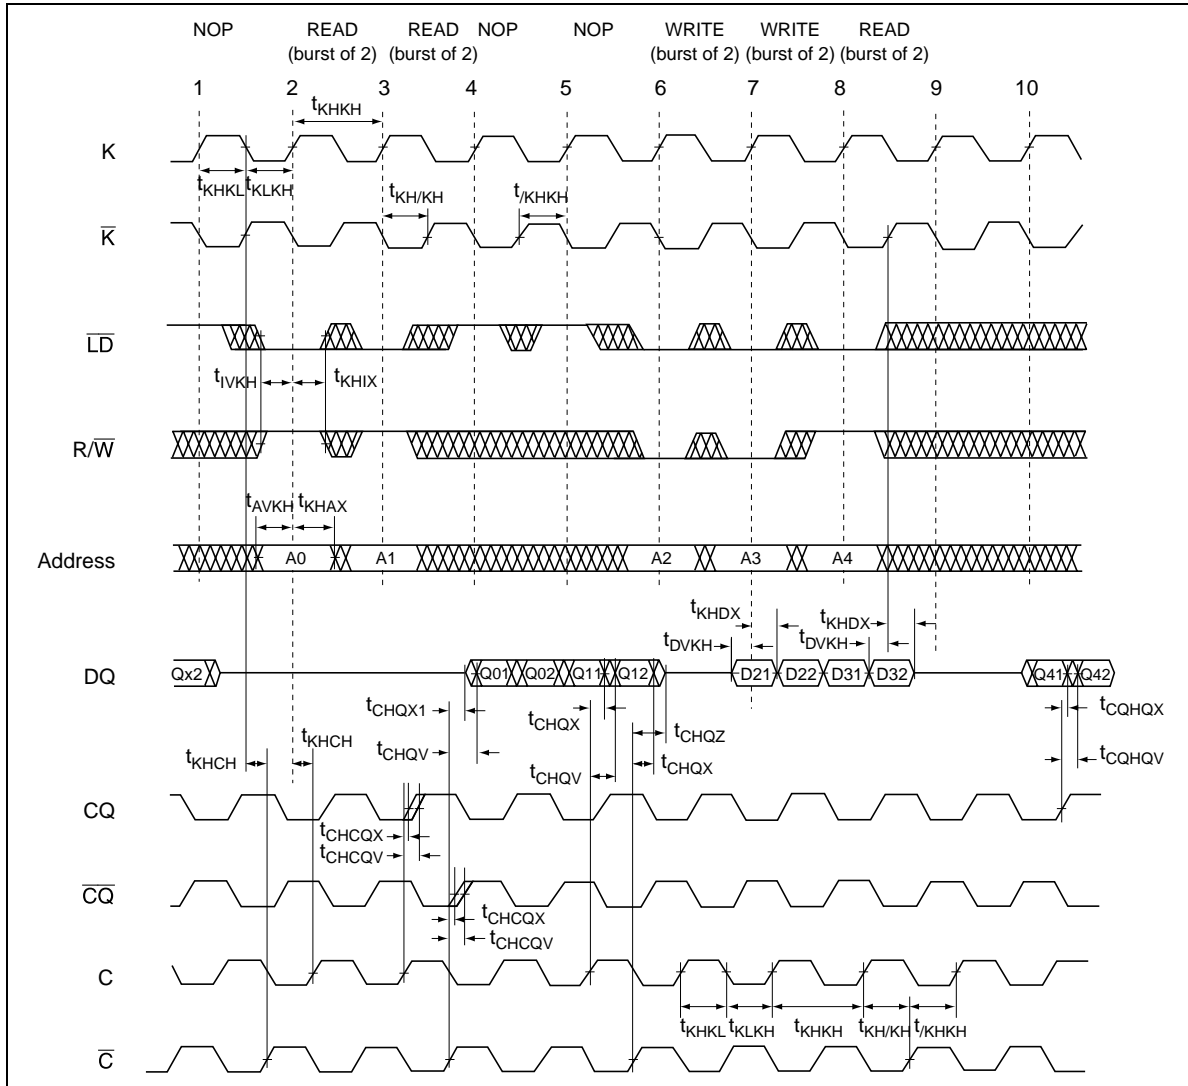 NOP READ READ NOP NOP WRITE WRITE READ
(burst of 2) (burst of 2) (burst of 2) (burst of 2) (burst of 2)
1 2 3 4 5 6 7 8 9 10
tKHKH
K
tKHKL tKLKH tKH/KH t/KHKH
K̅
L̅D̅
tIVKH tKHIX
R/W̅
tAVKH tKHAX
Address A0 A1 A2 A3 A4
tKHDX tKHDX
tDVKH tDVKH
DQ Qx2 Q01 Q02 Q11 Q12 D21 D22 D31 D32 Q41 Q42
tCHQX1 tCHQX tCHQZ tCQHQX
tKHCH tKHCH tCHQV tCHQV tCHQX tCQHQV
CQ
tCHCQX
tCHCQV
C̅Q̅
tCHCQX
tCHCQV
C
tKHKL tKLKH tKHKH tKH/KH t/KHKH
C̅